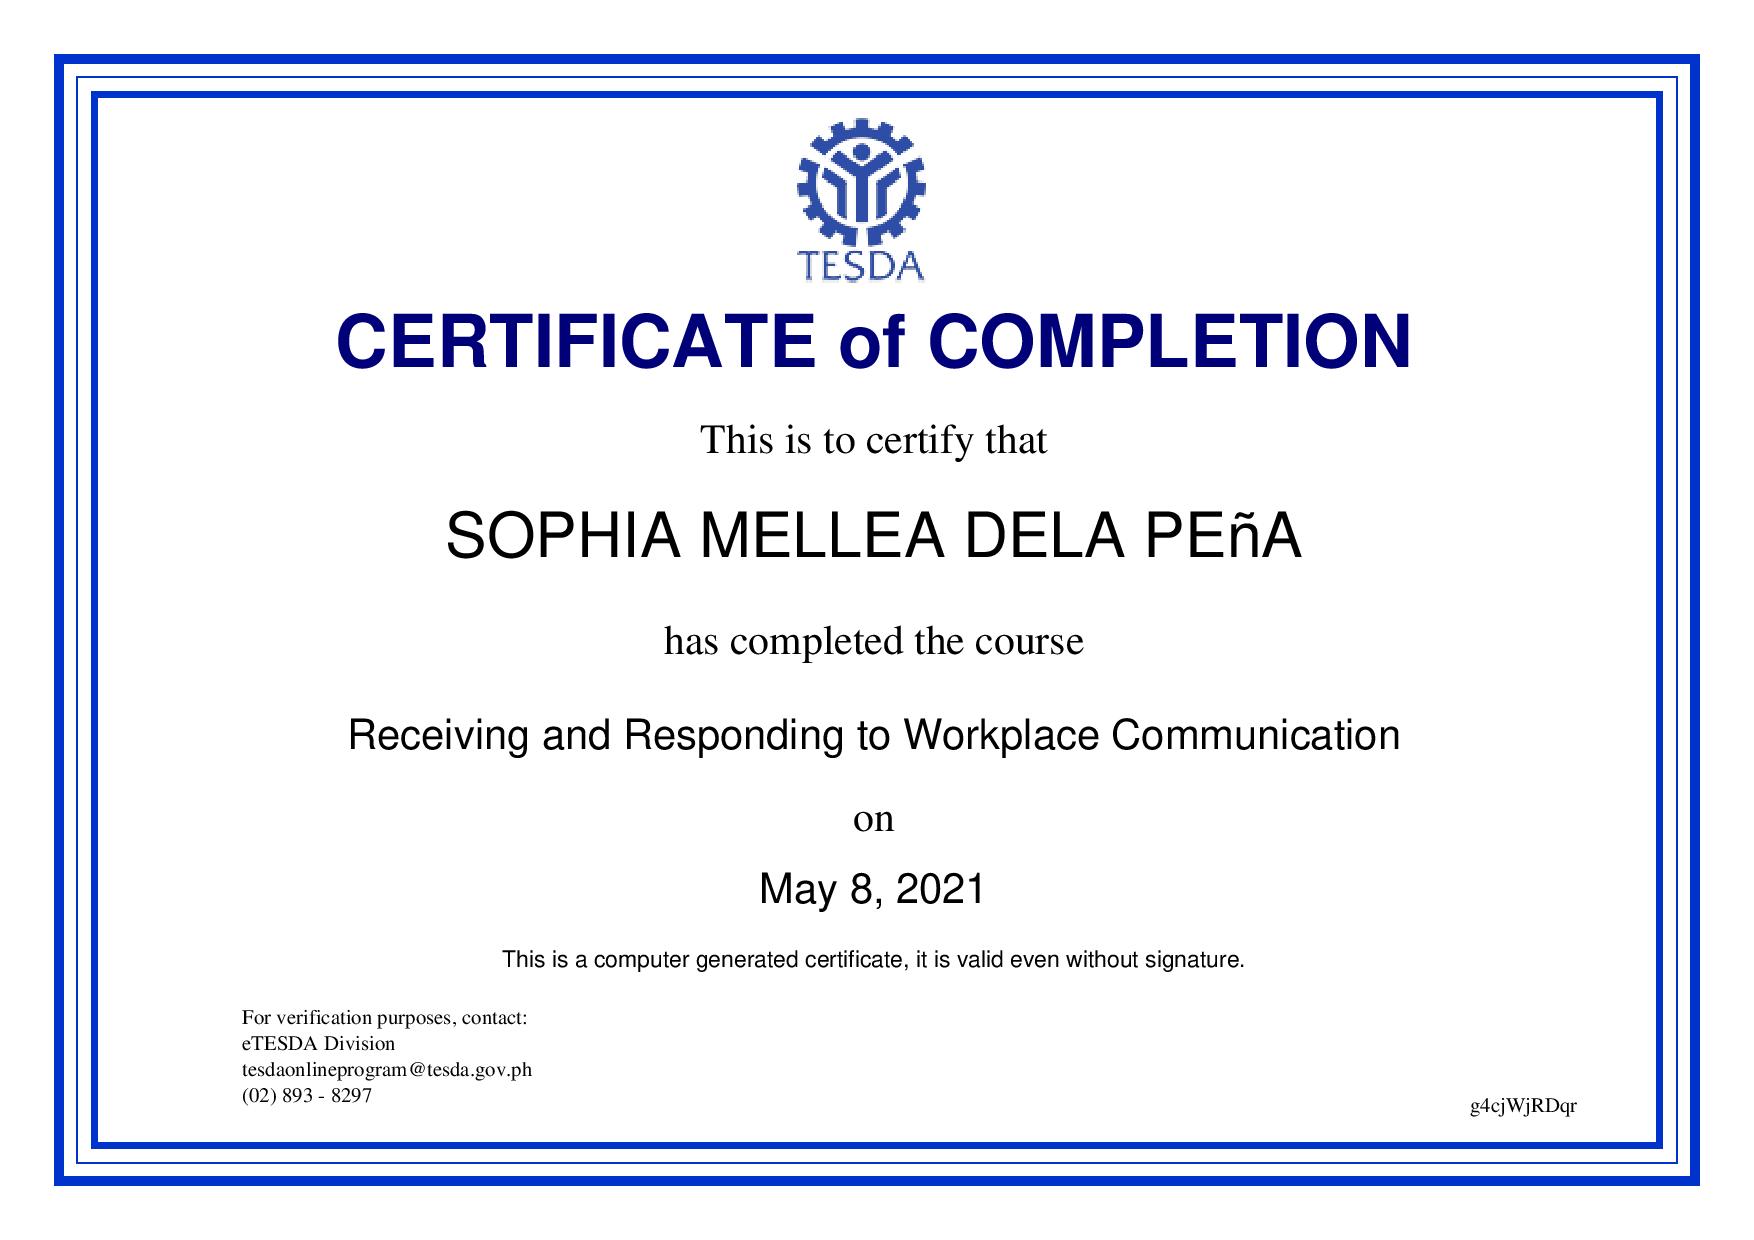 TESDA
CERTIFICATE of COMPLETION
This is to certify that
SOPHIA MELLEA DELA PEñA
has completed the course
Receiving and Responding to Workplace Communication
on
May 8, 2021
This is a computer generated certificate, it is valid even without signature.
For verification purposes, contact:
eTESDA Division
tesdaonlineprogram@tesda.gov.ph
(02) 893 - 8297
g4cjWjRDqr